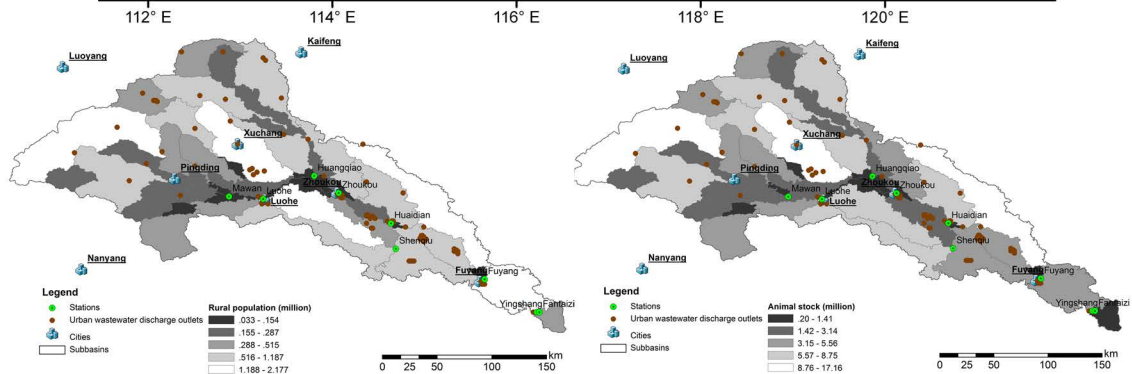 112° E 114° E 116° E 118° E 120° E
Kaifeng
Luoyang
Xuchang
Pingding
Huangqiao
Zhoukou Zhoukou
Mawan
Luohe
Luohe
Huaidian
Shenqiu
Nanyang
Fuyang Fuyang
YingshangFantaizi
Legend
Stations
Urban wastewater discharge outlets
Cities
Subbasins
Rural population (million)
.033 - .154
.155 - .287
.288 - .515
.516 - 1.187
1.188 - 2.177
km
0 25 50 100 150
Kaifeng
Luoyang
Xuchang
Pingding
Huangqiao
Zhoukou
Zhoukou
Mawan
Luohe
Luohe
Huaidian
Shenqiu
Nanyang
Fuyang Fuyang
YingshangFantaizi
Legend
Stations
Urban wastewater discharge outlets
Cities
Subbasins
Animal stock (million)
.20 - 1.41
1.42 - 3.14
3.15 - 5.56
5.57 - 8.75
8.76 - 17.16
km
0 25 50 100 150